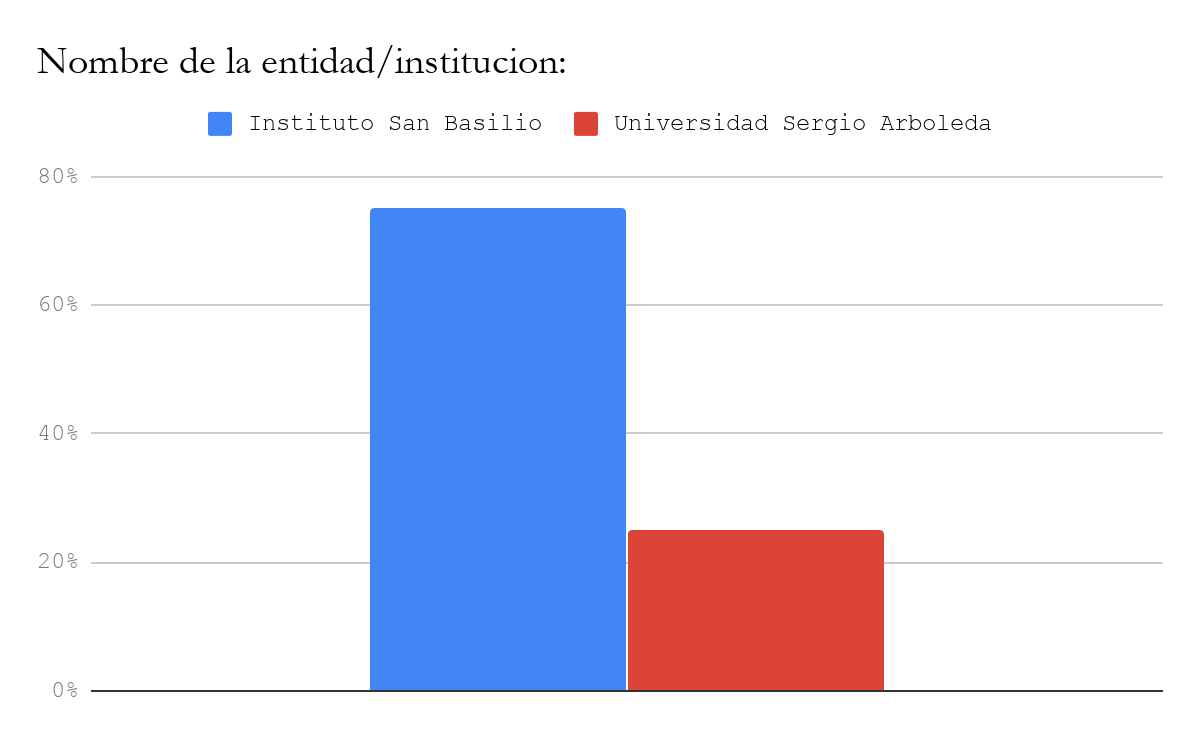 Nombre de la entidad/institucion:
Instituto San Basilio Universidad Sergio Arboleda
80%
60%
40%
20%
0%